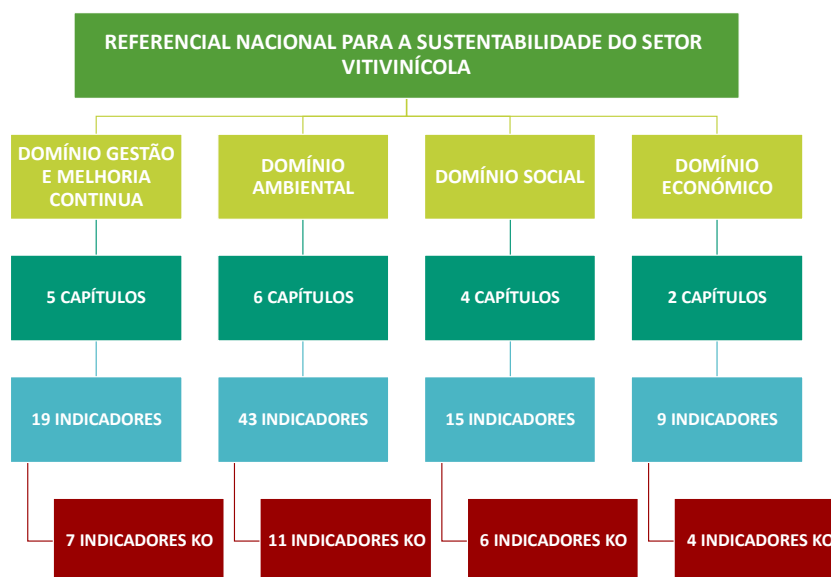 REFERENCIAL NACIONAL PARA A SUSTENTABILIDADE DO SETOR
VITIVINÍCOLA
DOMÍNIO GESTÃO
E MELHORIA
CONTINUA
DOMÍNIO
AMBIENTAL
DOMÍNIO SOCIAL
DOMÍNIO
ECONÓMICO
5 CAPÍTULOS
6 CAPÍTULOS
4 CAPÍTULOS
2 CAPÍTULOS
19 INDICADORES
43 INDICADORES
15 INDICADORES
9 INDICADORES
7 INDICADORES KO
11 INDICADORES KO
6 INDICADORES KO
4 INDICADORES KO